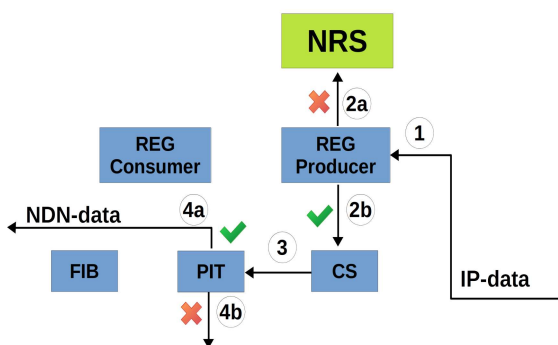 NRS
2a
1
REG
Consumer
REG
Producer
4a
2b
NDN-data
3
FIB
PIT
CS
IP-data
4b